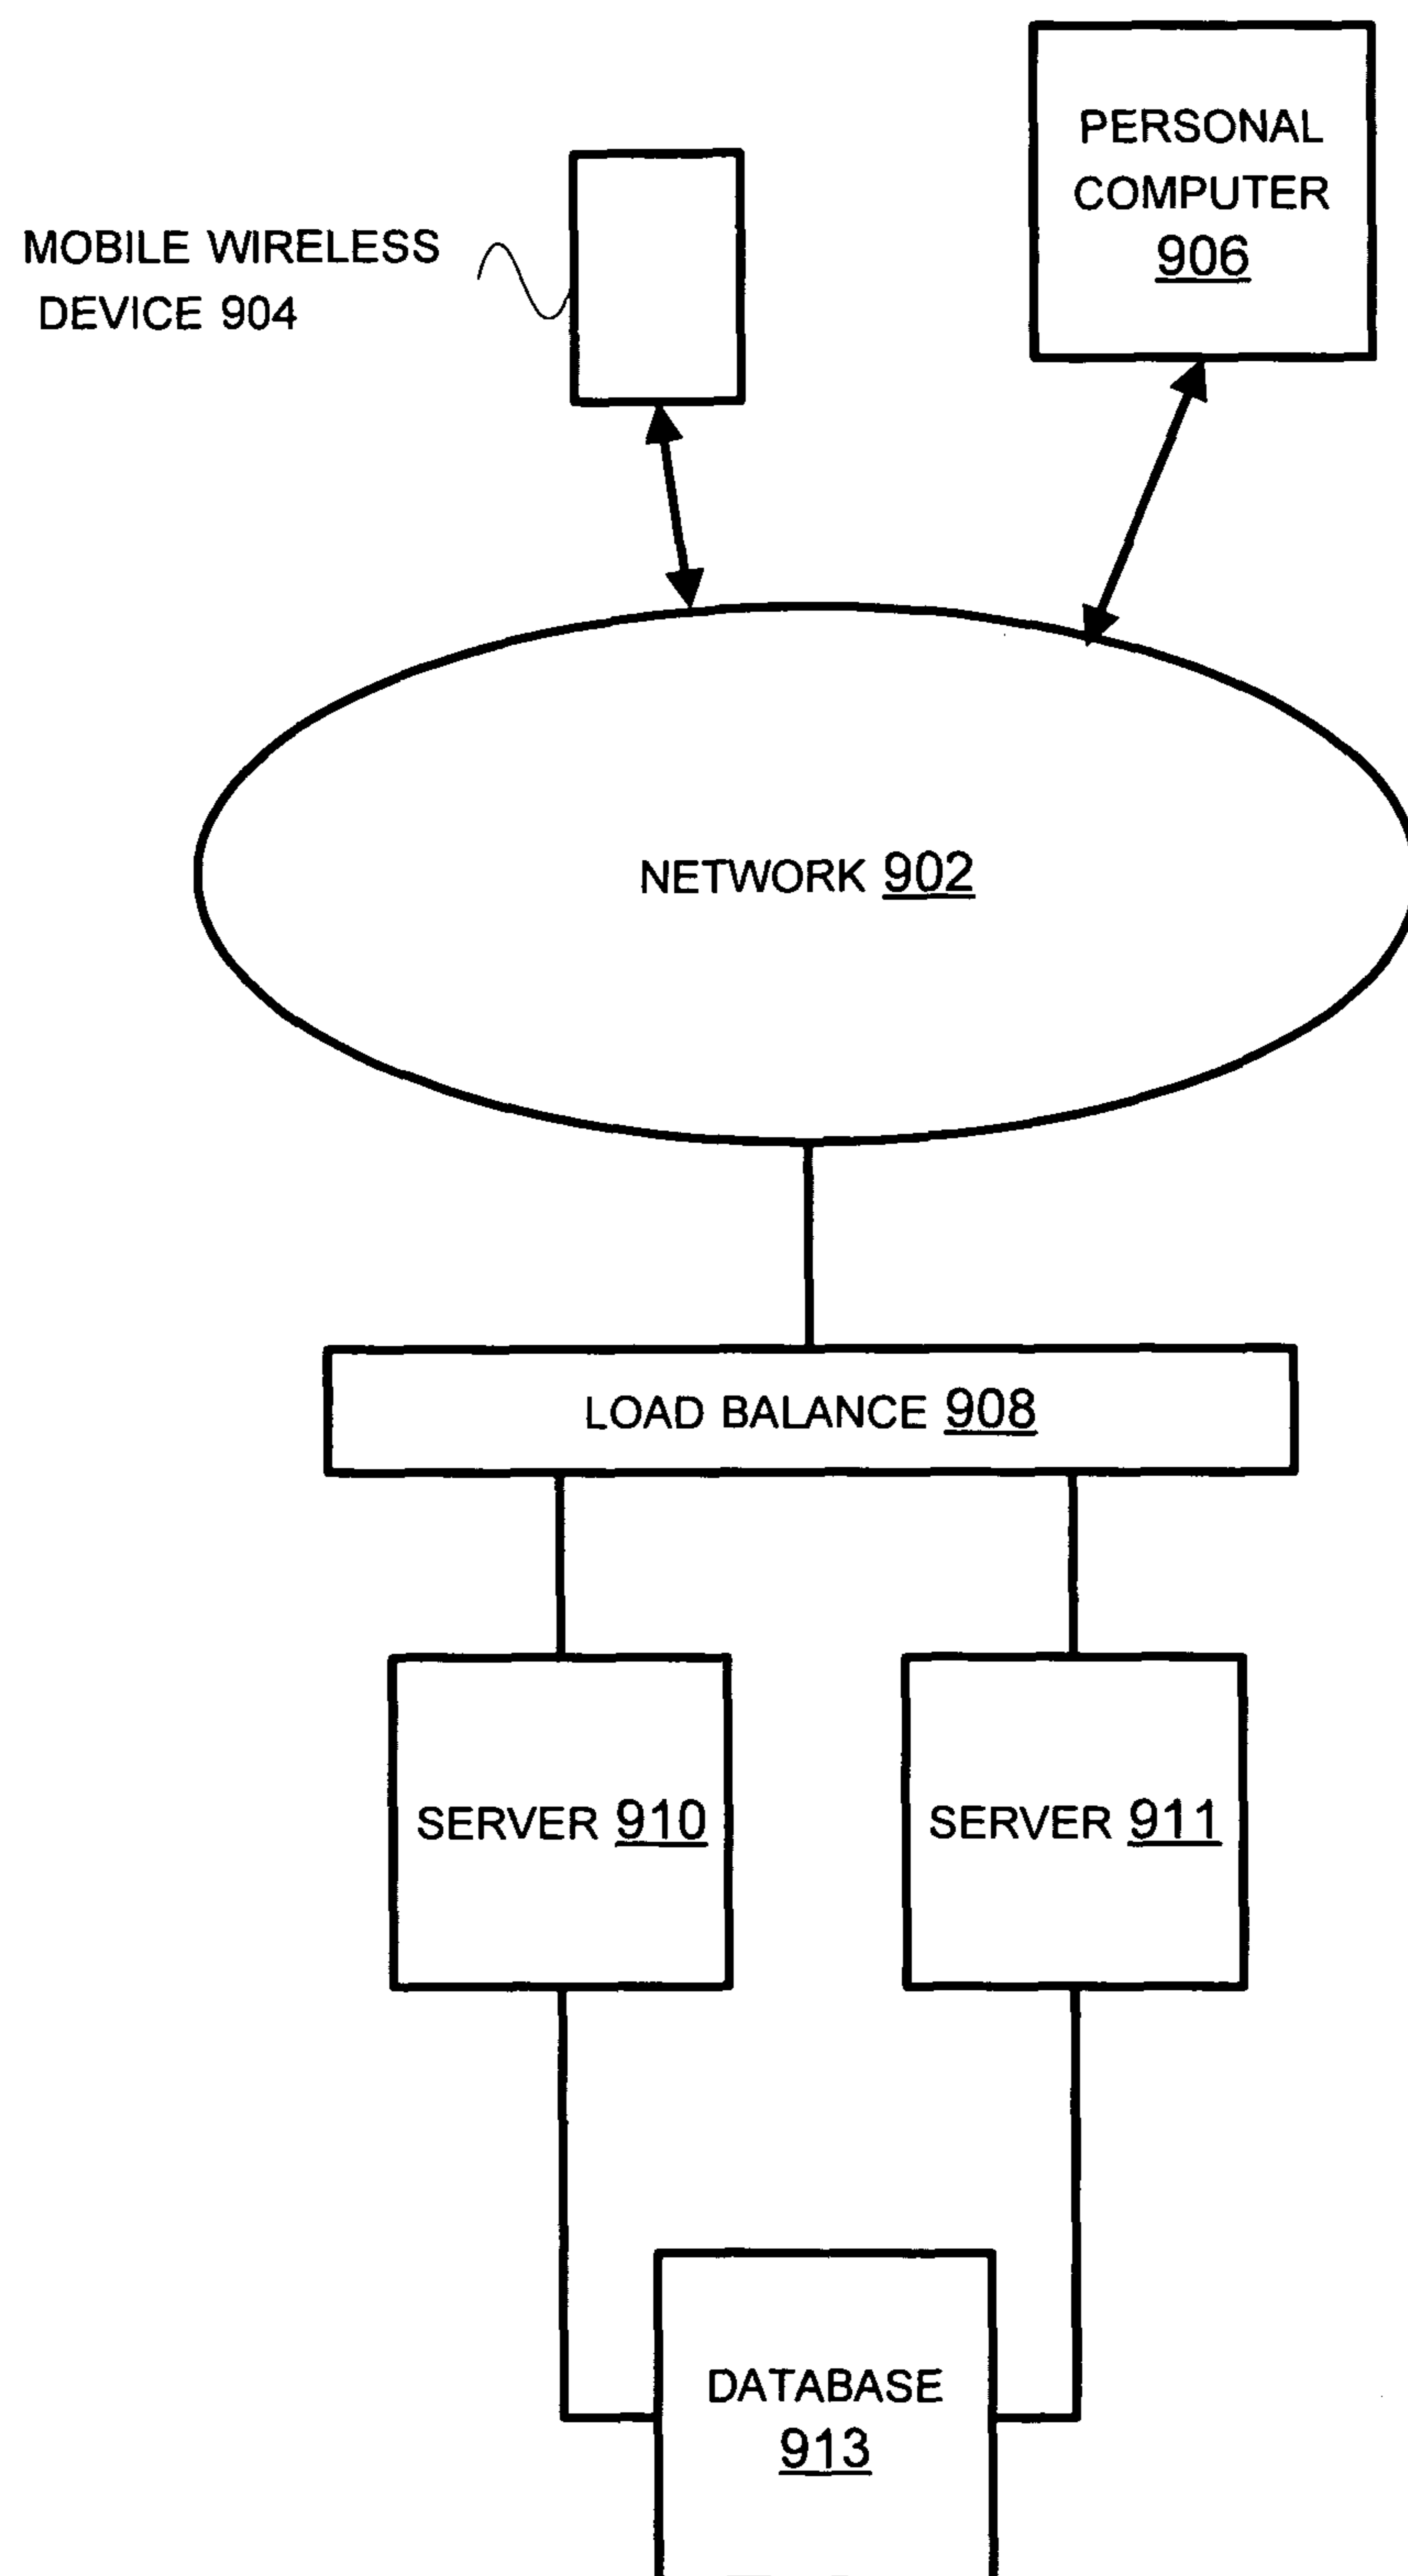 PERSONAL
COMPUTER
906
MOBILE WIRELESS
DEVICE 904
NETWORK 902
LOAD BALANCE 908
SERVER 910
SERVER 911
DATABASE
913